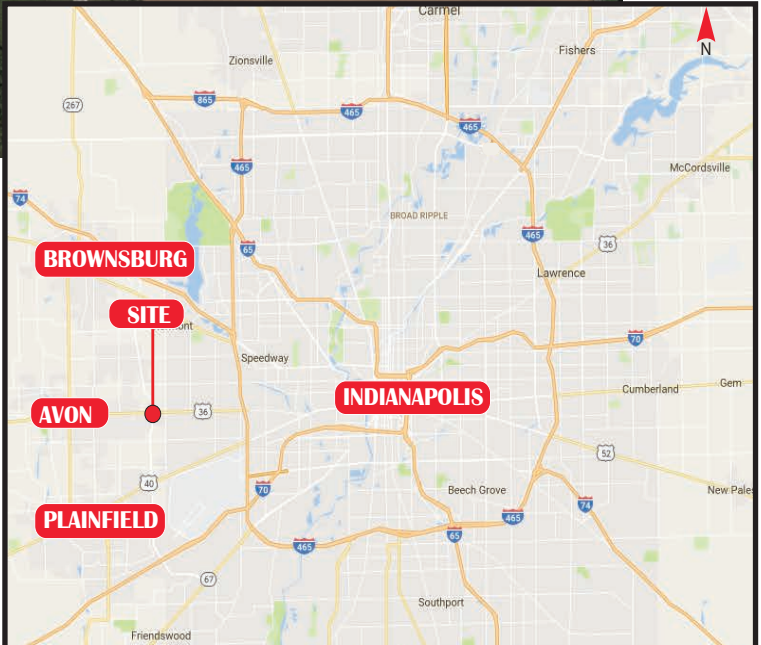 Carmel
N
Fishers
Zionsville
865
267
465
465
465
McCordsville
74
BROAD RIPPLE
465
36
65
BROWNSBURG
Lawrence
SITE
70
Speedway
INDIANAPOLIS
Cumberland
Gem
AVON
36
52
40
70
Beech Grove
New Pales
74
465
PLAINFIELD
65
465
67
Southport
Friendswood